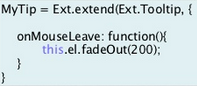 MyTip = Ext.extend(Ext.Tooltip, {
onMouseLeave: function(){
this.el.fadeOut(200);
}
}